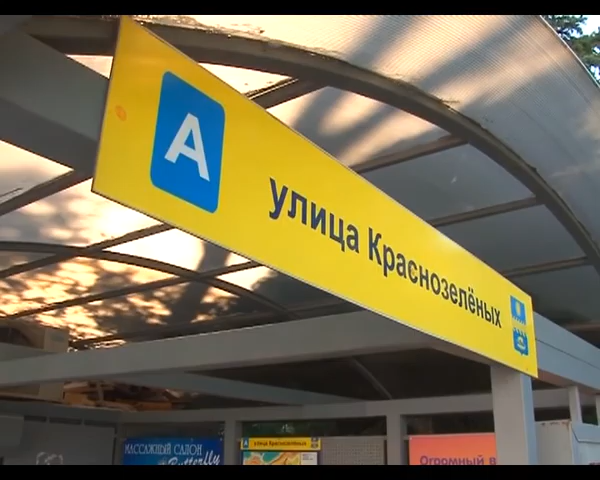 А
улица Краснозелёных
МАССАЖНЫЙ САЛОН
Butterfly
А
улица Краснозелёных
Огромный в